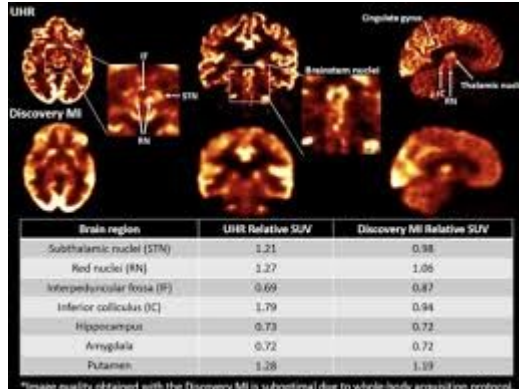 UHR
Cingulate gyrus
IF
Brainstem nuclei
STN
Thalamic nuclei
IC
RN
Discovery MI
RN
Brain region UHR Relative SUV Discovery MI Relative SUV
Subthalamic nuclei (STN) 1.21 0.98
Red nuclei (RN) 1.27 1.06
Interpeduncular fossa (IF) 0.69 0.87
Inferior colliculus (IC) 1.79 0.94
Hippocampus 0.73 0.72
Amygdala 0.72 0.72
Putamen 1.28 1.19
*Image quality obtained with the Discovery MI is suboptimal due to whole body acquisition protocol